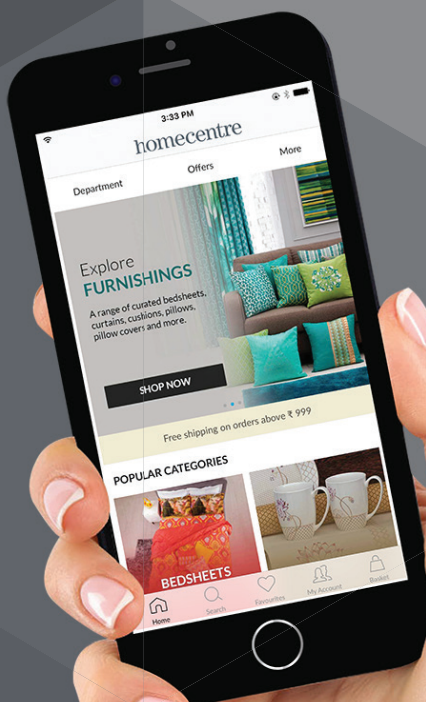 3:33 PM
homecentre
Department Offers More
Explore
FURNISHINGS
A range of curated bedsheets,
curtains, cushions, pillows,
pillow covers and more.
SHOP NOW
Free shipping on orders above ₹ 999
POPULAR CATEGORIES
BEDSHEETS
Home Search Favourites My Account Basket